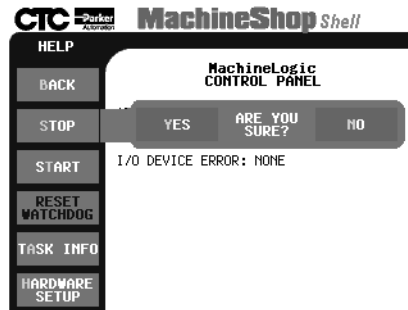 CTC Parker Automation MachineShop Shell
HELP
MachineLogic
CONTROL PANEL
BACK
STOP
YES
ARE YOU
SURE?
NO
START
I/O DEVICE ERROR: NONE
RESET
WATCHDOG
TASK INFO
HARDWARE
SETUP